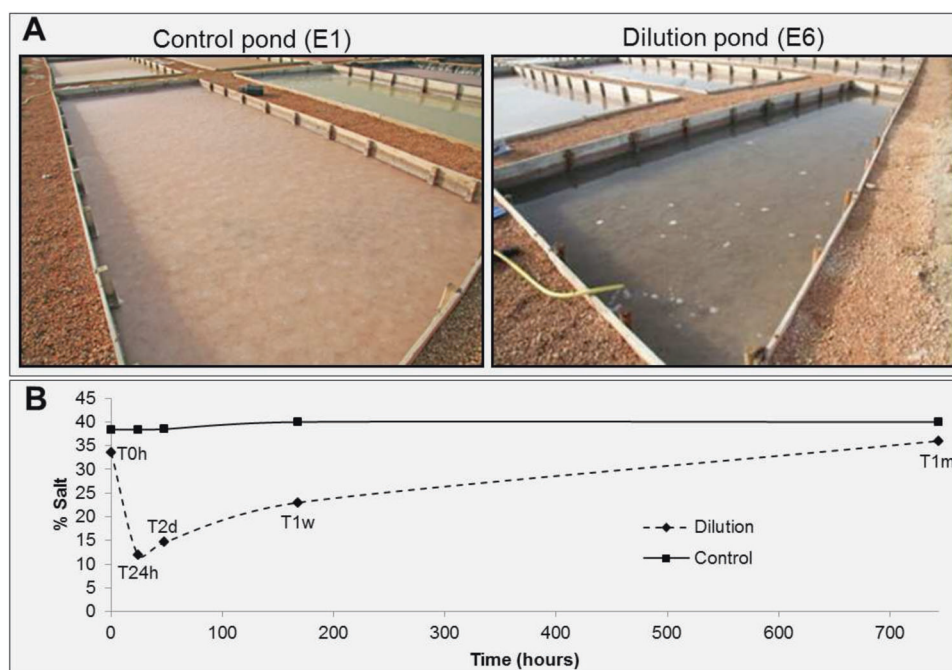 A
Control pond (E1)
Dilution pond (E6)
B
45
40
35
30
25
20
15
10
5
0
% Salt
T0h
T24h
T2d
T1w
T1m
Dilution
Control
0 100 200 300 400 500 600 700
Time (hours)